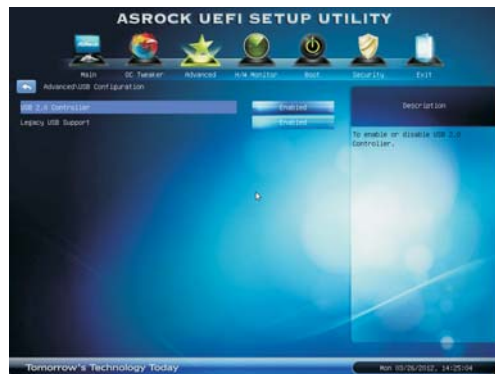 ASROCK UEFI SETUP UTILITY
Main OC Tweaker Advanced H/W Monitor Boot Security Exit
Advanced\USB Configuration
USB 2.0 Controller Enabled
Legacy USB Support Enabled
Description
To enable or disable USB 2.0
Controller.
Tomorrow's Technology Today
Mon 03/26/2012, 14:25:04